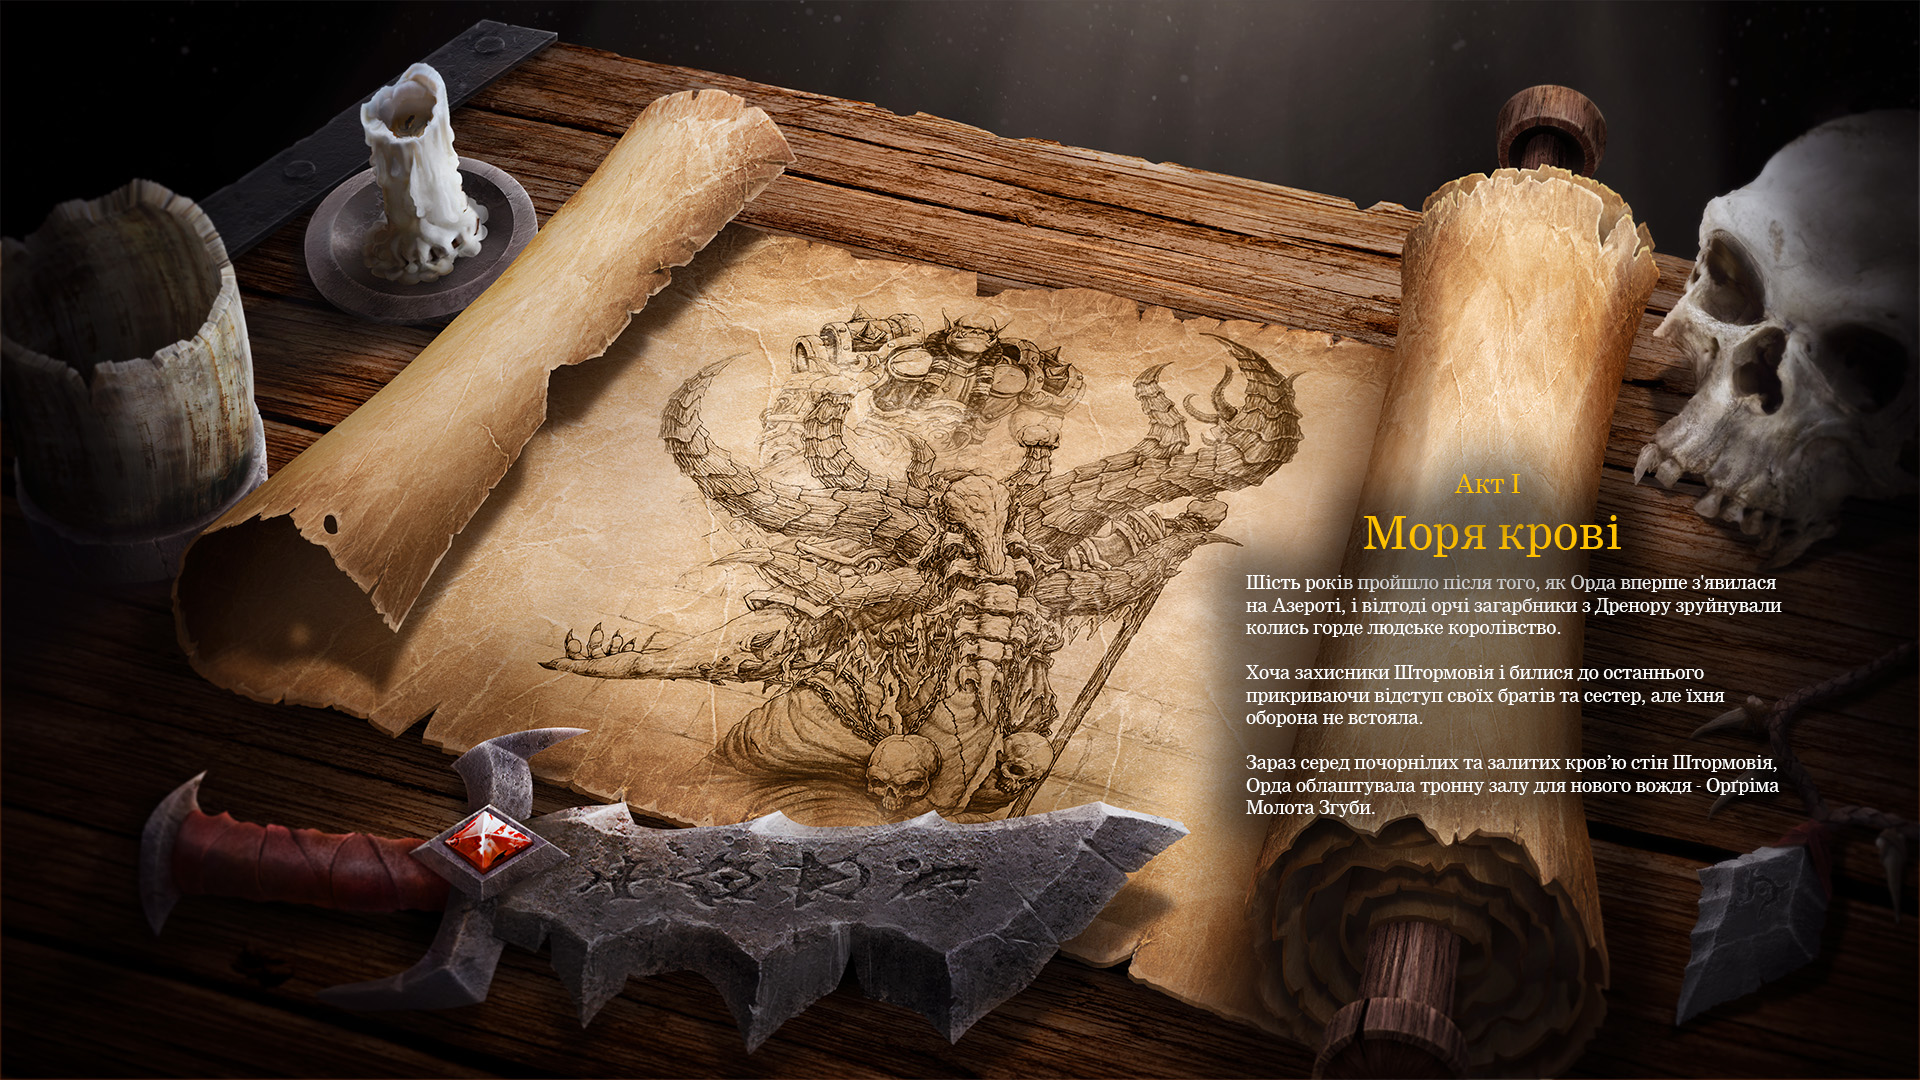 Акт I
Моря крові
Шість років пройшло після того, як Орда вперше з'явилася
на Азероті, і відтоді орчі загарбники з Дренору зруйнували
колись горде людське королівство.
Хоча захисники Штормовія і билися до останнього
прикриваючи відступ своїх братів та сестер, але їхня
оборона не встояла.
Зараз серед почорнілих та залитих кров’ю стін Штормовія,
Орда облаштувала тронну залу для нового вождя - Орґріма
Молота Згуби.